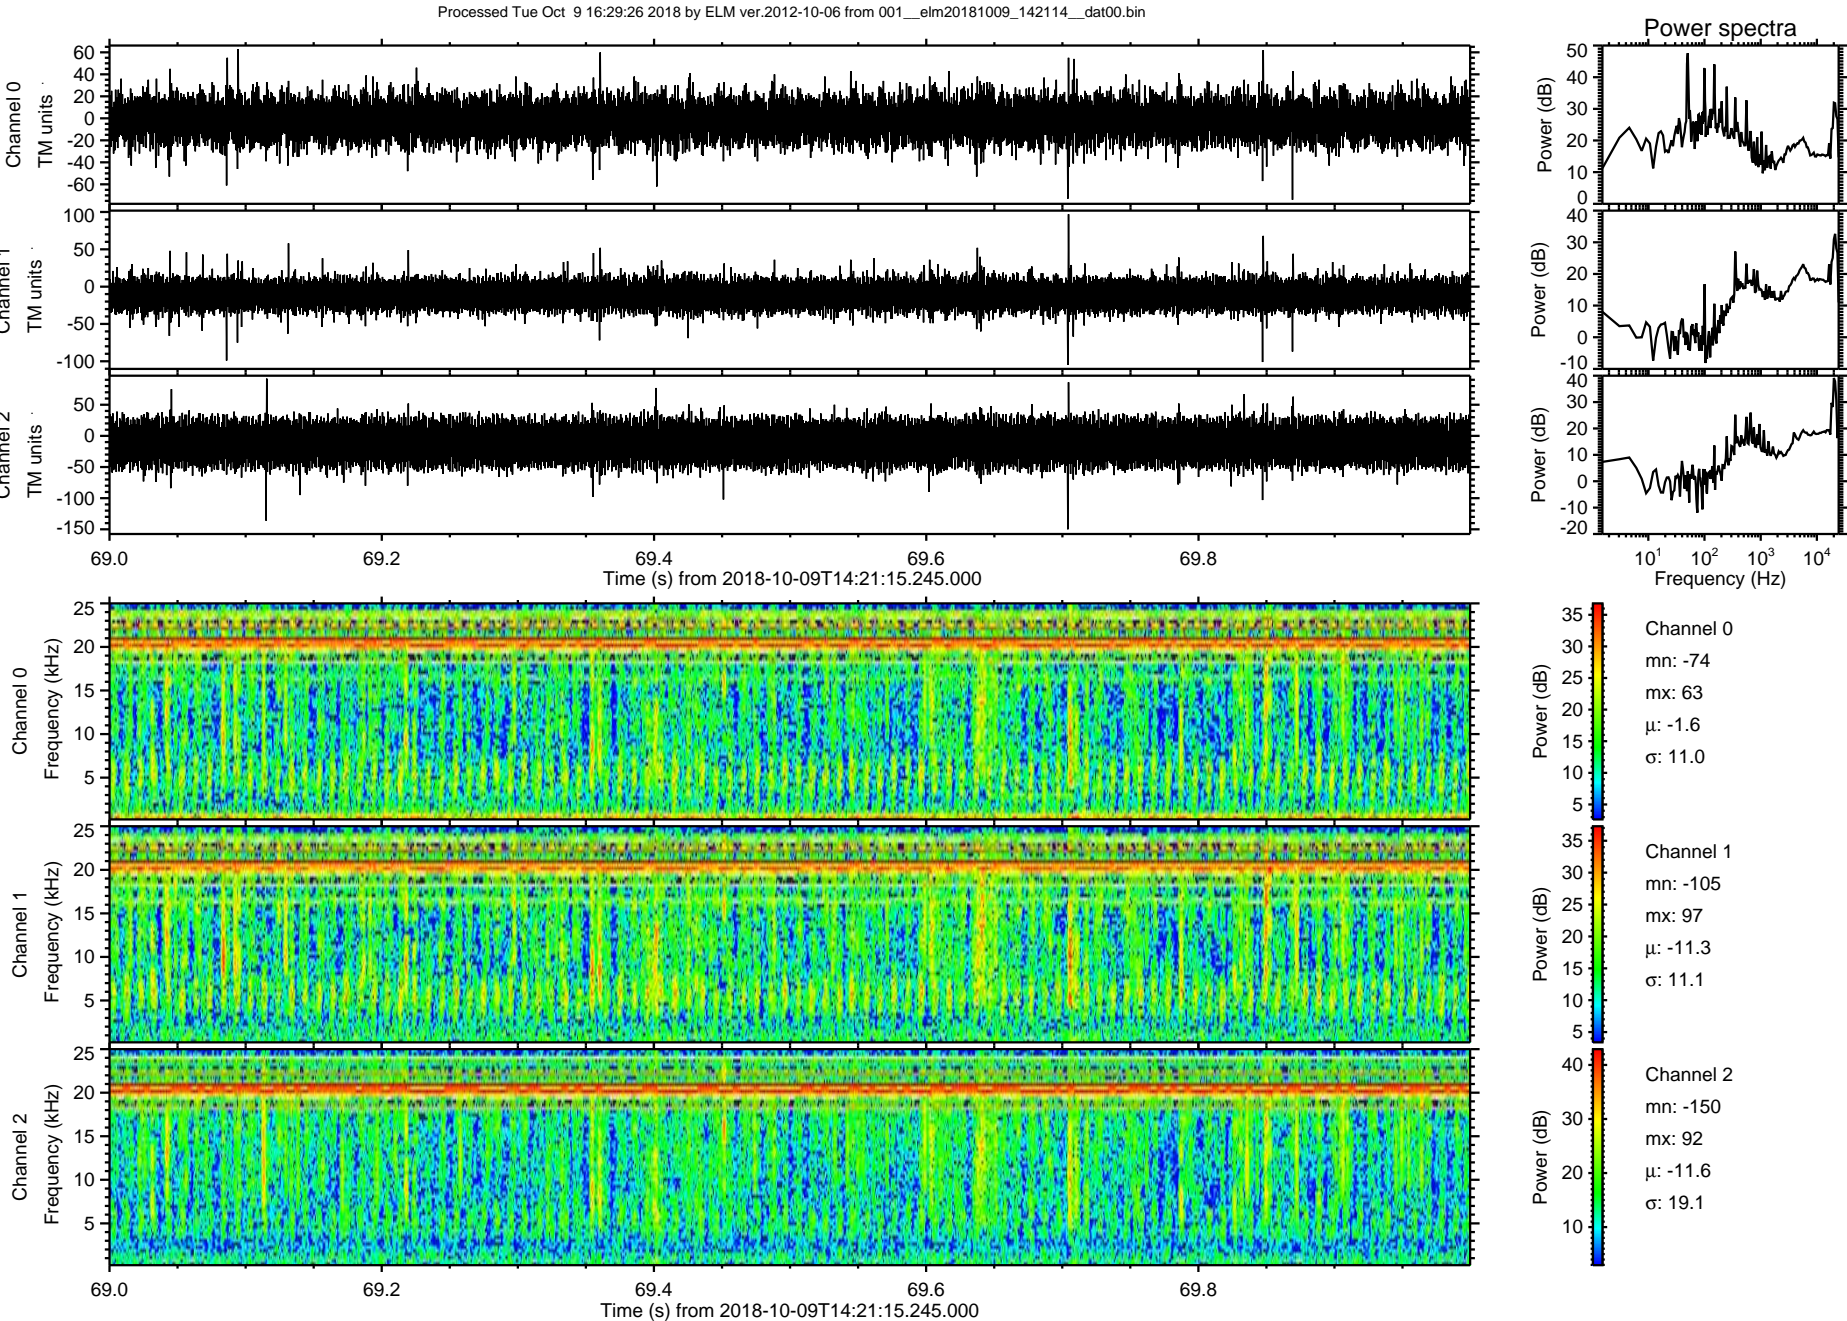 Processed Tue Oct  9 16:29:26 2018 by ELM ver.2012-10-06 from 001__elm20181009_142114__dat00.bin
Power spectra
Channel 0
TM units
60
40
20
0
-20
-40
-60
Power (dB)
50
40
30
20
10
0
Channel 1
TM units
100
50
0
-50
-100
Power (dB)
40
30
20
10
0
-10
Channel 2
TM units
50
0
-50
-100
-150
Power (dB)
40
30
20
10
0
-10
-20
69.0 69.2 69.4 69.6 69.8
Time (s) from 2018-10-09T14:21:15.245.000
10^1 10^2 10^3 10^4
Frequency (Hz)
Channel 0
Frequency (kHz)
25
20
15
10
5
Power (dB)
35
30
25
20
15
10
5
Channel 0
mn: -74
mx: 63
μ: -1.6
σ: 11.0
Channel 1
Frequency (kHz)
25
20
15
10
5
Power (dB)
35
30
25
20
15
10
5
Channel 1
mn: -105
mx: 97
μ: -11.3
σ: 11.1
Channel 2
Frequency (kHz)
25
20
15
10
5
Power (dB)
40
30
20
10
Channel 2
mn: -150
mx: 92
μ: -11.6
σ: 19.1
69.0 69.2 69.4 69.6 69.8
Time (s) from 2018-10-09T14:21:15.245.000